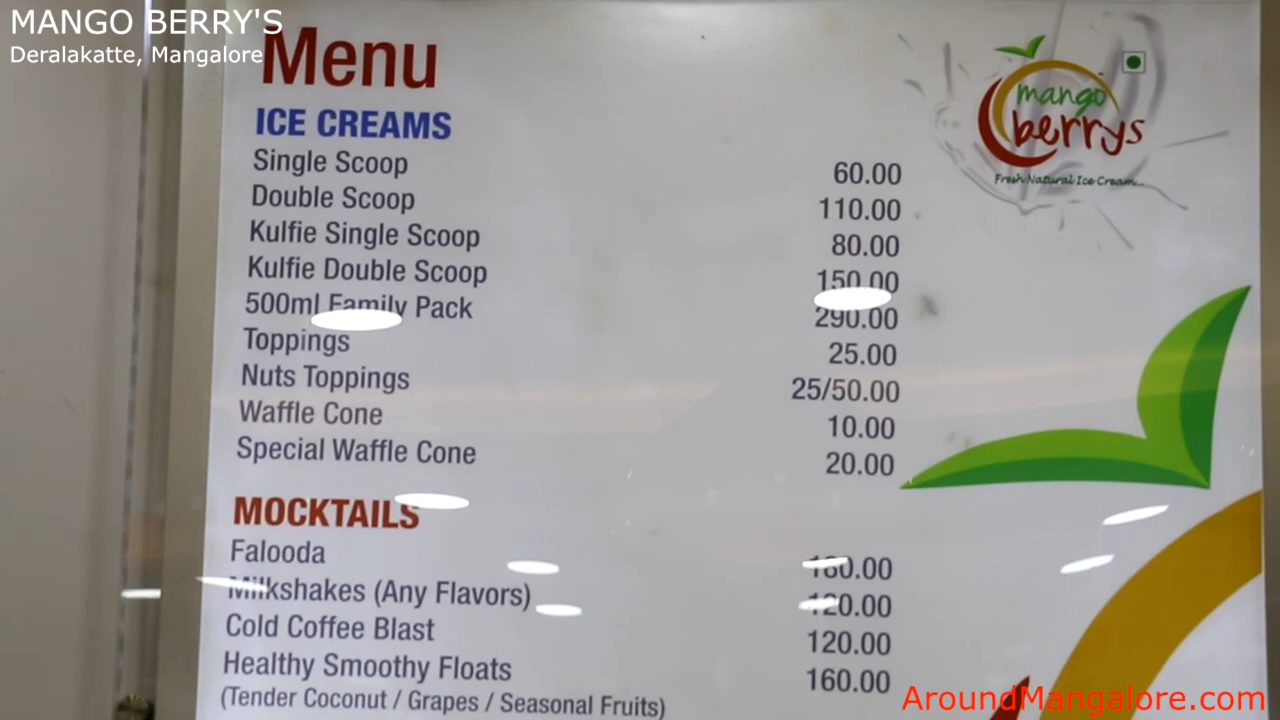 MANGO BERRY'S
Deralakatte, Mangalore
Menu
mango
berrys
Fresh Natural Ice Cream...
ICE CREAMS
Single Scoop 60.00
Double Scoop 110.00
Kulfie Single Scoop 80.00
Kulfie Double Scoop 150.00
500ml Family Pack 290.00
Toppings 25.00
Nuts Toppings 25/50.00
Waffle Cone 10.00
Special Waffle Cone 20.00
MOCKTAILS
Falooda
Milkshakes (Any Flavors) 120.00
Cold Coffee Blast 120.00
Healthy Smoothy Floats 160.00
(Tender Coconut / Grapes / Seasonal Fruits)
AroundMangalore.com